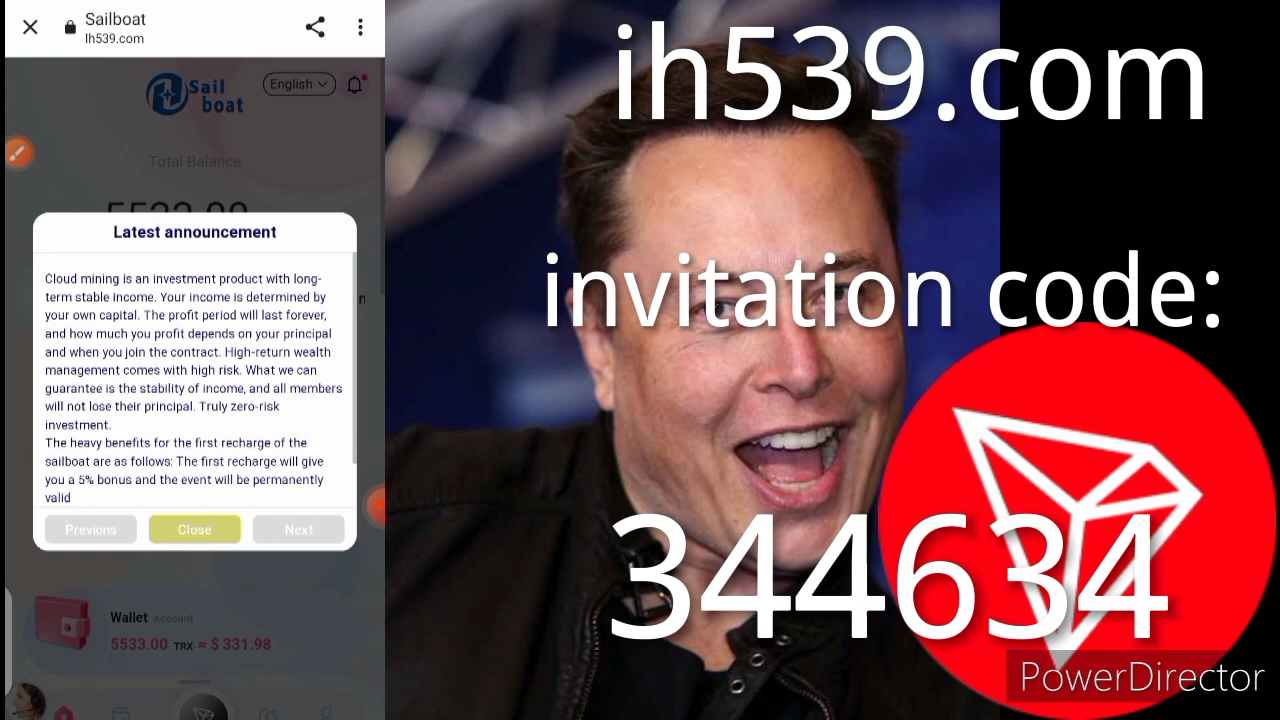 Sailboat
lh539.com
Sail
boat
English
Total Balance
5533.00
Latest announcement
Cloud mining is an investment product with long-
term stable income. Your income is determined by
your own capital. The profit period will last forever,
and how much you profit depends on your principal
and when you join the contract. High-return wealth
management comes with high risk. What we can
guarantee is the stability of income, and all members
will not lose their principal. Truly zero-risk
investment.
The heavy benefits for the first recharge of the
sailboat are as follows: The first recharge will give
you a 5% bonus and the event will be permanently
valid
Previons
Close
Next
Wallet Account
5533.00 TRX ≈ $ 331.98
ih539.com
invitation code:
344634
PowerDirector